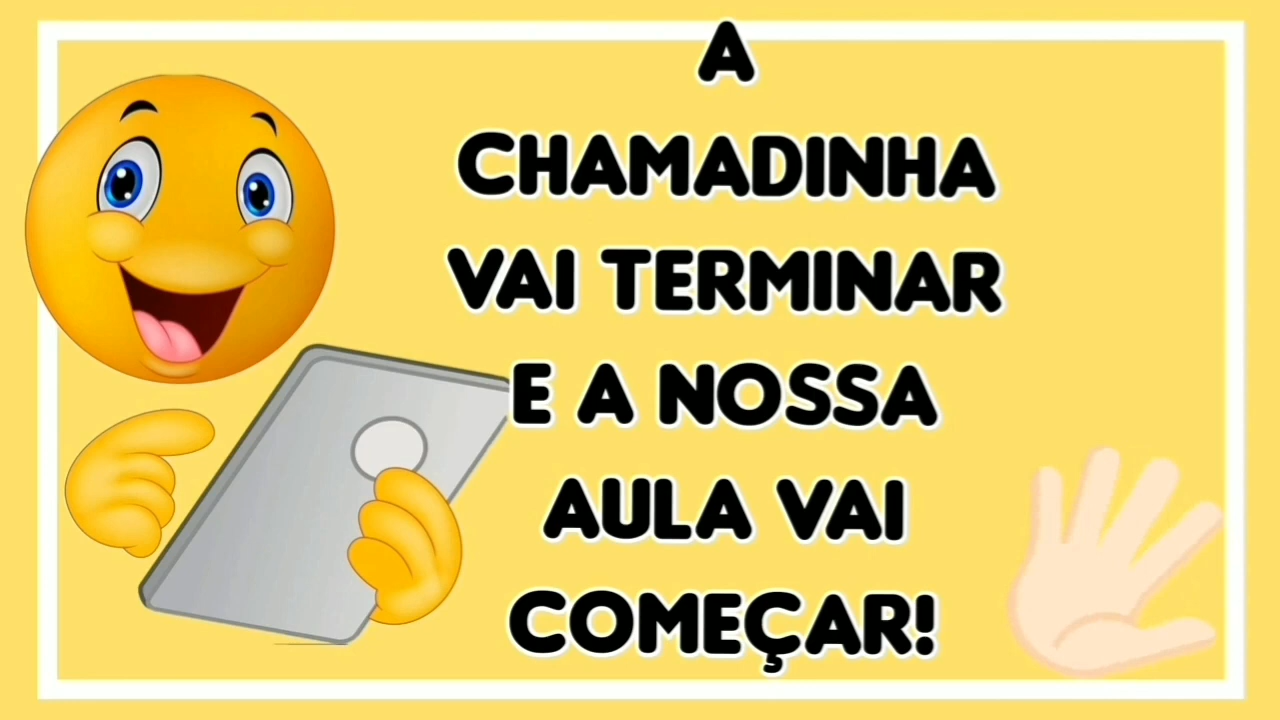 A
CHAMADINHA
VAI TERMINAR
E A NOSSA
AULA VAI
COMEÇAR!